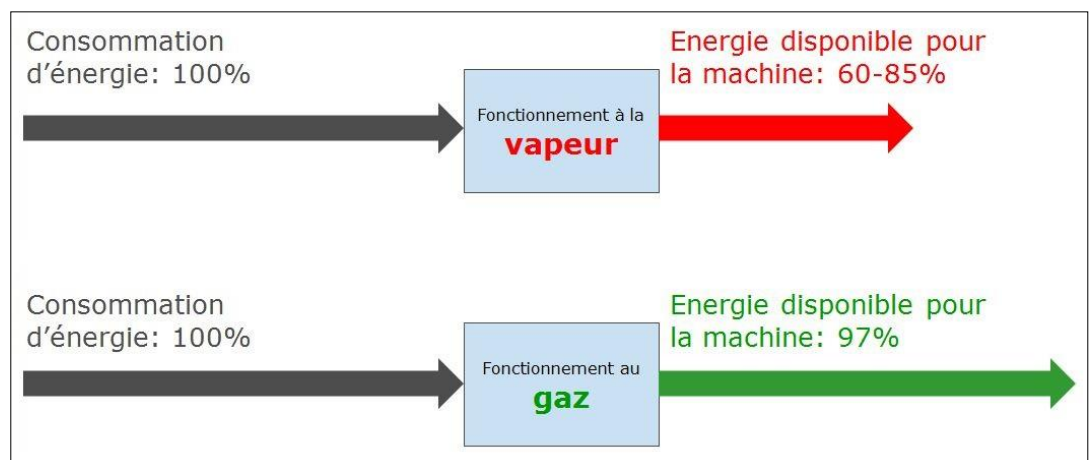 Consommation
d’énergie: 100%
Fonctionnement à la
vapeur
Energie disponible pour
la machine: 60-85%
Consommation
d’énergie: 100%
Fonctionnement au
gaz
Energie disponible pour
la machine: 97%